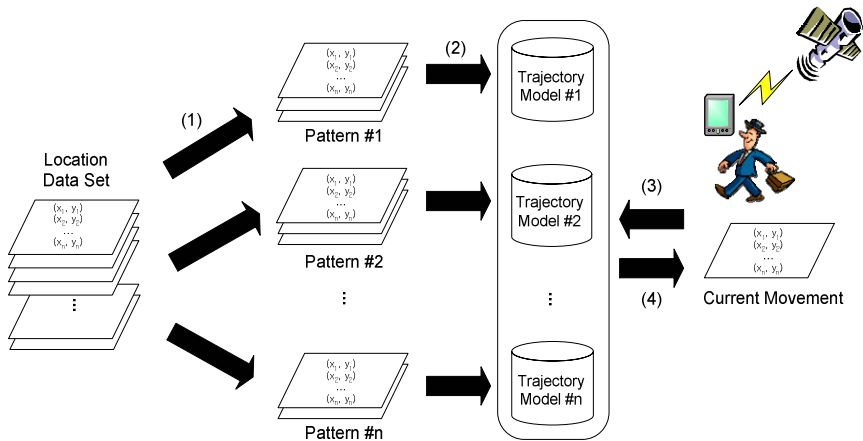 Location
Data Set
(x₁, y₁)
(x₂, y₂)
...
(xₙ, yₙ)
⋮
(1)
(x₁, y₁)
(x₂, y₂)
...
(xₙ, yₙ)
Pattern #1
(x₁, y₁)
(x₂, y₂)
...
(xₙ, yₙ)
Pattern #2
⋮
(x₁, y₁)
(x₂, y₂)
...
(xₙ, yₙ)
Pattern #n
(2)
Trajectory
Model #1
Trajectory
Model #2
⋮
Trajectory
Model #n
(3)
(4)
(x₁, y₁)
(x₂, y₂)
...
(xₙ, yₙ)
Current Movement